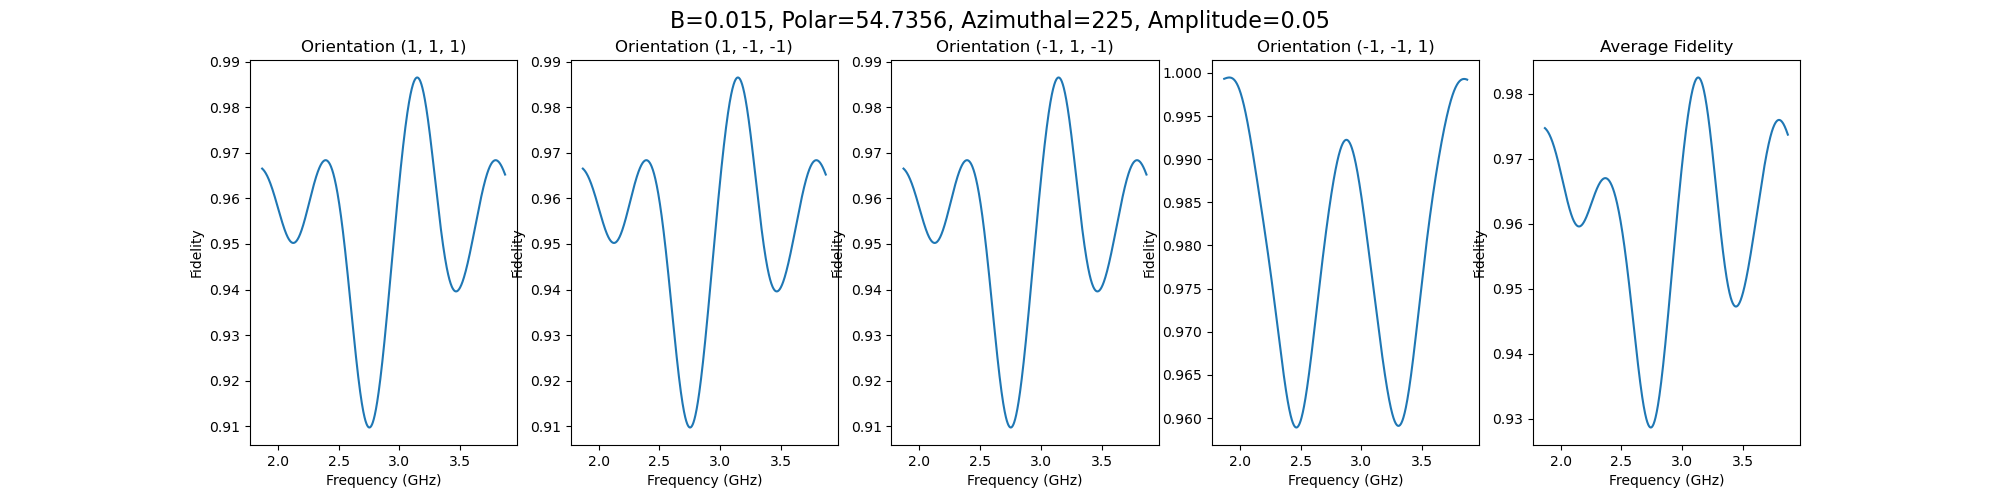 B=0.015, Polar=54.7356, Azimuthal=225, Amplitude=0.05
Orientation (1, 1, 1)
0.99
0.98
0.97
0.96
0.95
0.94
0.93
0.92
0.91
Fidelity
2.0 2.5 3.0 3.5
Frequency (GHz)
Orientation (1, -1, -1)
0.99
0.98
0.97
0.96
0.95
0.94
0.93
0.92
0.91
Fidelity
2.0 2.5 3.0 3.5
Frequency (GHz)
Orientation (-1, 1, -1)
0.99
0.98
0.97
0.96
0.95
0.94
0.93
0.92
0.91
Fidelity
2.0 2.5 3.0 3.5
Frequency (GHz)
Orientation (-1, -1, 1)
1.000
0.995
0.990
0.985
0.980
0.975
0.970
0.965
0.960
Fidelity
2.0 2.5 3.0 3.5
Frequency (GHz)
Average Fidelity
0.98
0.97
0.96
0.95
0.94
0.93
Fidelity
2.0 2.5 3.0 3.5
Frequency (GHz)